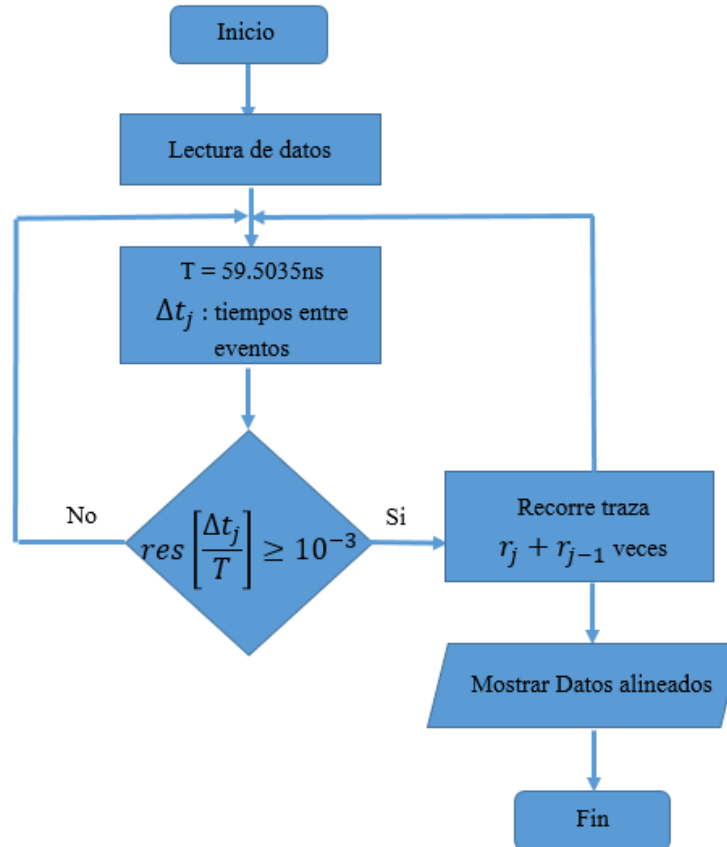 Inicio
Lectura de datos
T = 59.5035ns
Δt_j : tiempos entre
eventos
No
res [Δt_j / T] ≥ 10^{-3}
Si
Recorre traza
r_j + r_{j-1} veces
Mostrar Datos alineados
Fin